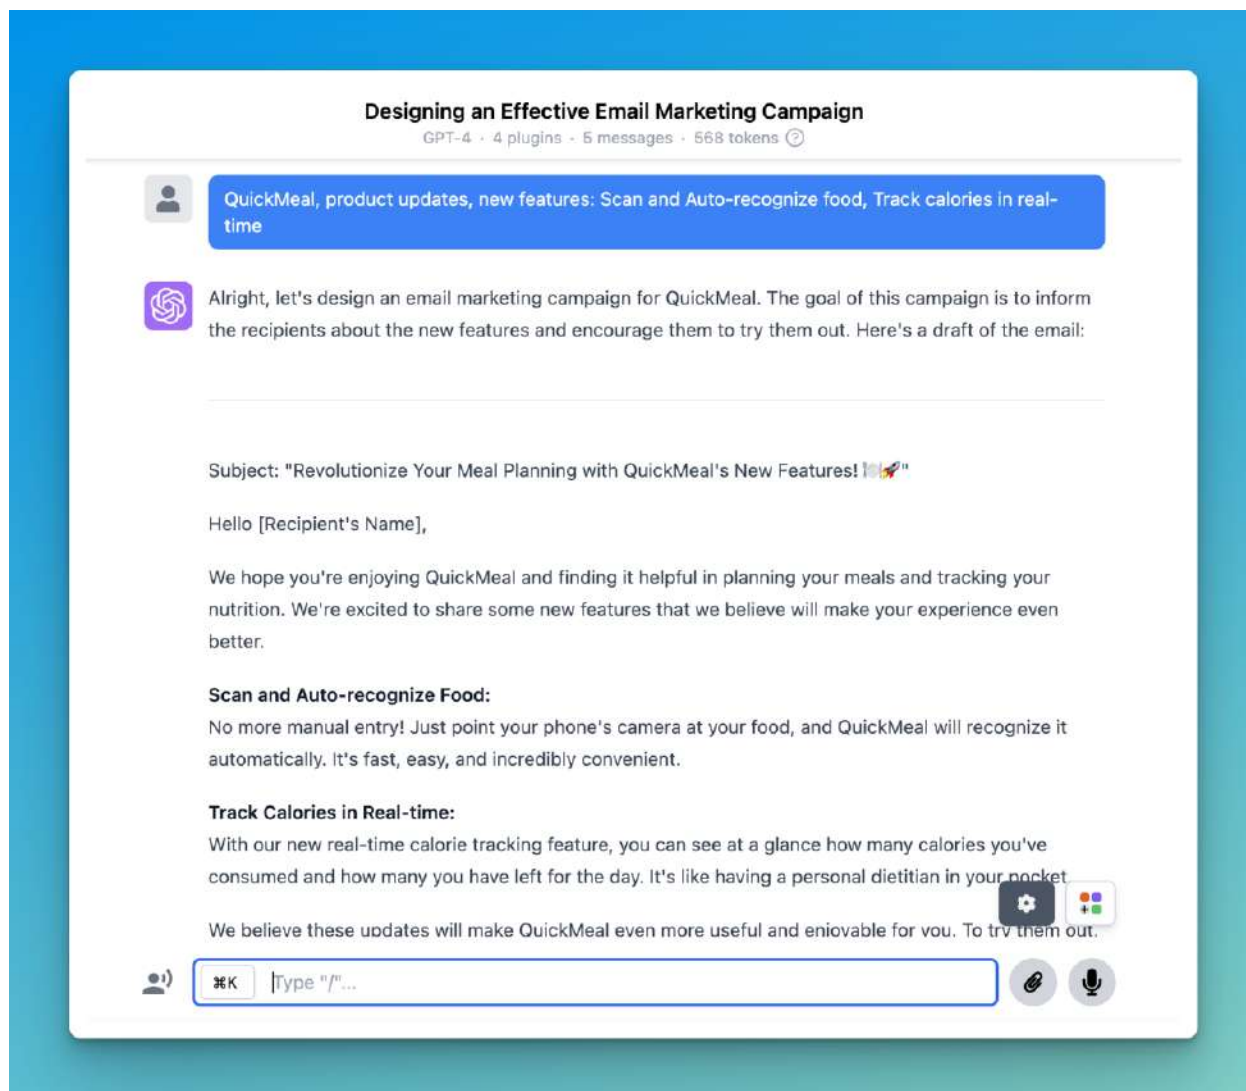 Designing an Effective Email Marketing Campaign
GPT-4 · 4 plugins · 5 messages · 568 tokens ?
QuickMeal, product updates, new features: Scan and Auto-recognize food, Track calories in real-
time
Alright, let's design an email marketing campaign for QuickMeal. The goal of this campaign is to inform
the recipients about the new features and encourage them to try them out. Here's a draft of the email:
Subject: "Revolutionize Your Meal Planning with QuickMeal's New Features! 🍽️🚀"
Hello [Recipient's Name],
We hope you're enjoying QuickMeal and finding it helpful in planning your meals and tracking your
nutrition. We're excited to share some new features that we believe will make your experience even
better.
Scan and Auto-recognize Food:
No more manual entry! Just point your phone's camera at your food, and QuickMeal will recognize it
automatically. It's fast, easy, and incredibly convenient.
Track Calories in Real-time:
With our new real-time calorie tracking feature, you can see at a glance how many calories you've
consumed and how many you have left for the day. It's like having a personal dietitian in your pocket
We believe these updates will make QuickMeal even more useful and enjoyable for you. To try them out,
⌘K Type "/"...